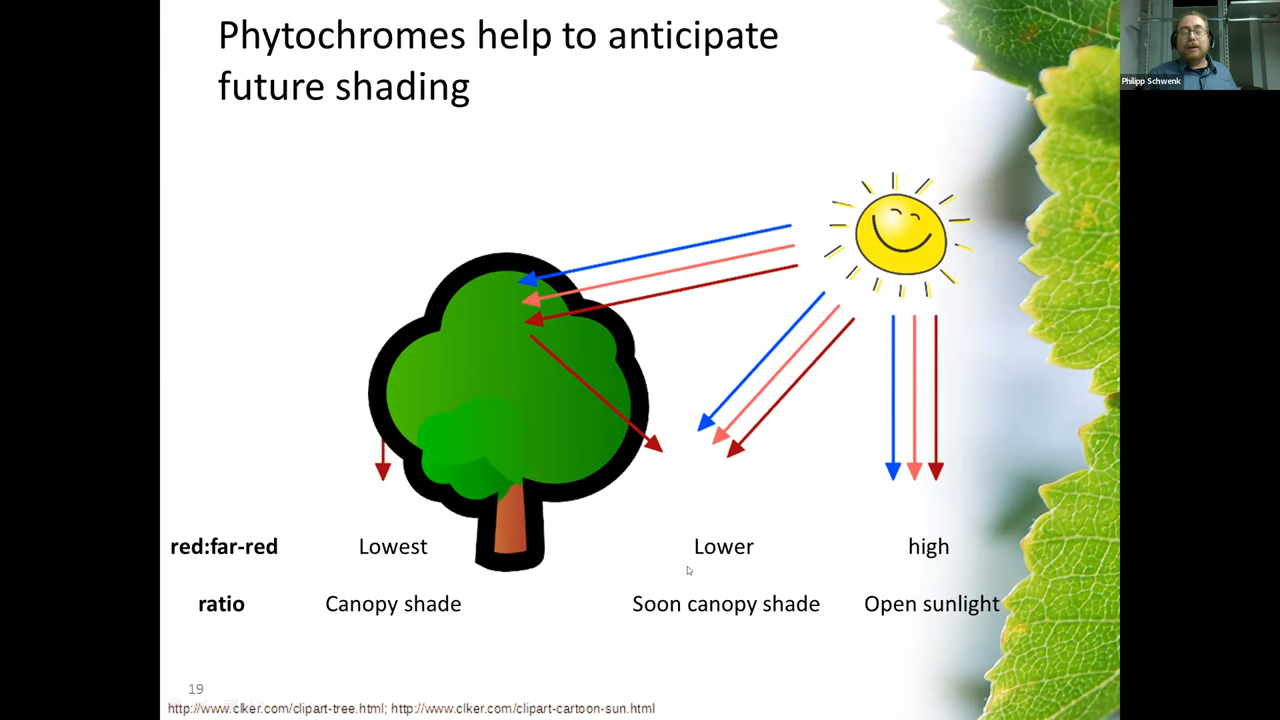 Phytochromes help to anticipate
future shading
Philipp Schwenk
red:far-red Lowest Lower high
ratio Canopy shade Soon canopy shade Open sunlight
19
http://www.clker.com/clipart-tree.html; http://www.clker.com/clipart-cartoon-sun.html